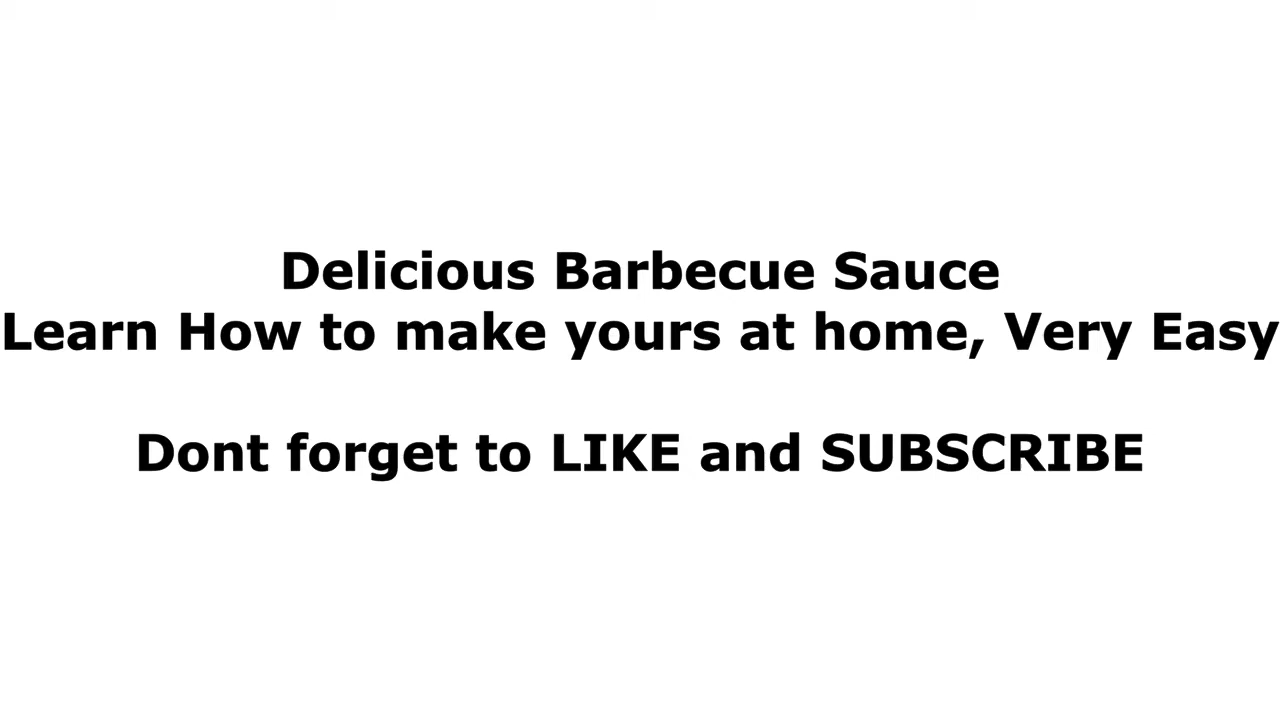 Delicious Barbecue Sauce
Learn How to make yours at home, Very Easy
Dont forget to LIKE and SUBSCRIBE